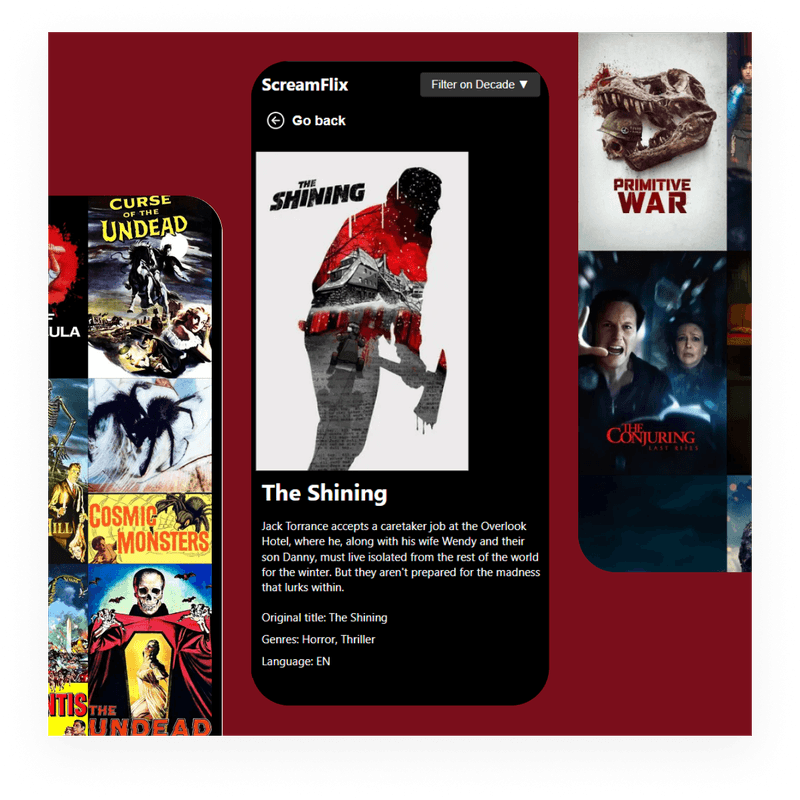 CURSE
OF THE
UNDEAD
F
ULA
HILL
COSMIC
MONSTERS
NTIS
THE
UNDEAD
ScreamFlix
Filter on Decade ▼
Go back
THE
SHINING
The Shining
Jack Torrance accepts a caretaker job at the Overlook
Hotel, where he, along with his wife Wendy and their
son Danny, must live isolated from the rest of the world
for the winter. But they aren't prepared for the madness
that lurks within.
Original title: The Shining
Genres: Horror, Thriller
Language: EN
PRIMITIVE
WAR
THE
CONJURING
LAST RITES